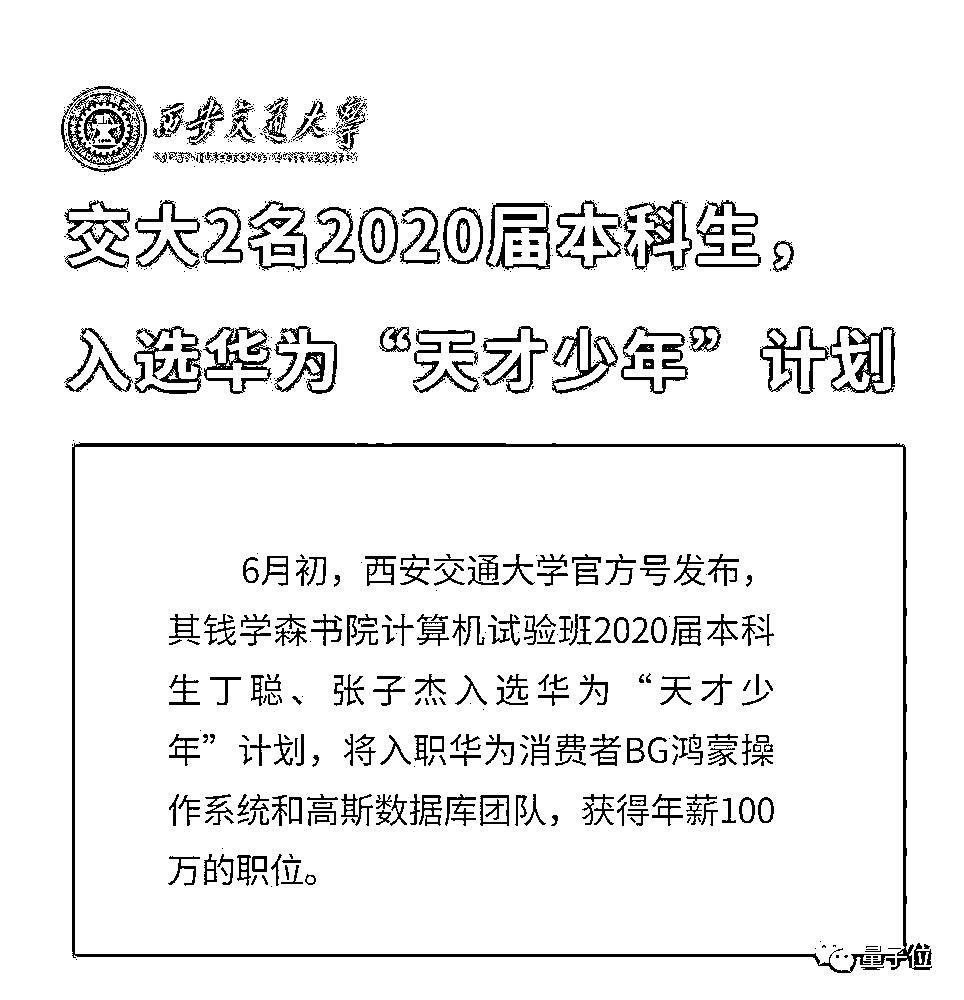 西安交通大学
交大2名2020届本科生，
入选华为“天才少年”计划
6月初，西安交通大学官方号发布，
其钱学森书院计算机试验班2020届本科
生丁聪、张子杰入选华为“天才少
年”计划，将入职华为消费者BG鸿蒙操
作系统和高斯数据库团队，获得年薪100
万的职位。
量子位